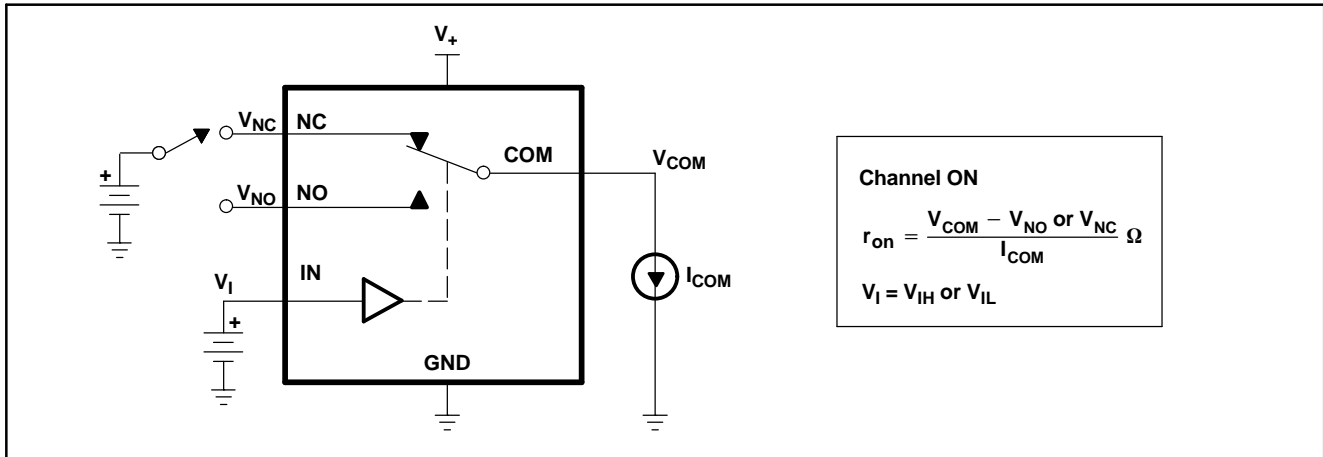 V+
VNC NC
COM
VCOM
+
VNO NO
VI
IN
+
ICOM
GND
Channel ON
ron = VCOM − VNO or VNC / ICOM Ω
VI = VIH or VIL